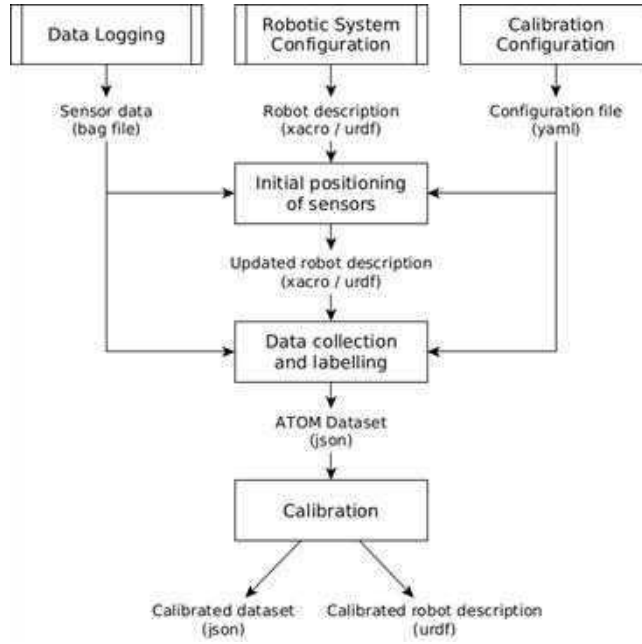 Data Logging
Robotic System
Configuration
Calibration
Configuration
Sensor data
(bag file)
Robot description
(xacro / urdf)
Configuration file
(yaml)
Initial positioning
of sensors
Updated robot description
(xacro / urdf)
Data collection
and labelling
ATOM Dataset
(json)
Calibration
Calibrated dataset
(json)
Calibrated robot description
(urdf)